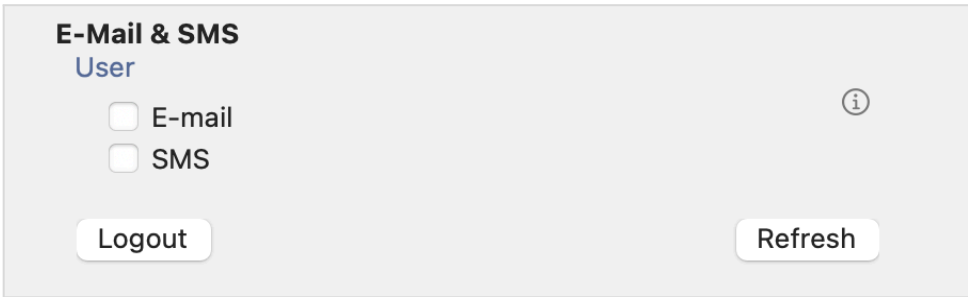 E-Mail & SMS
User
E-mail
SMS
Logout
Refresh